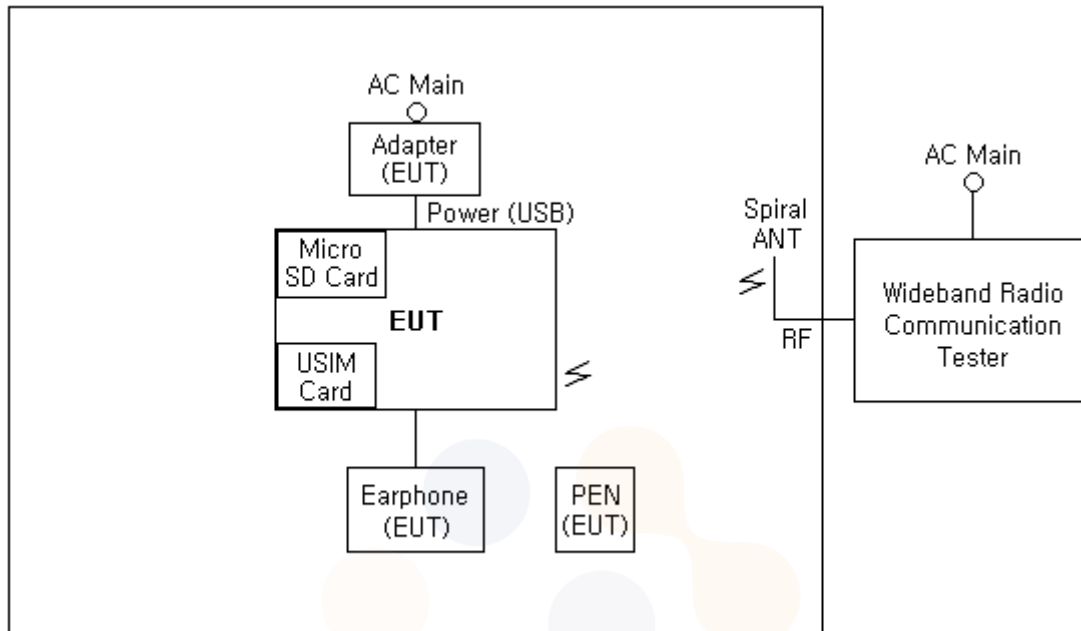 AC Main
Adapter
(EUT)
Power (USB)
Micro
SD Card
EUT
USIM
Card
Earphone
(EUT)
PEN
(EUT)
Spiral
ANT
RF
AC Main
Wideband Radio
Communication
Tester